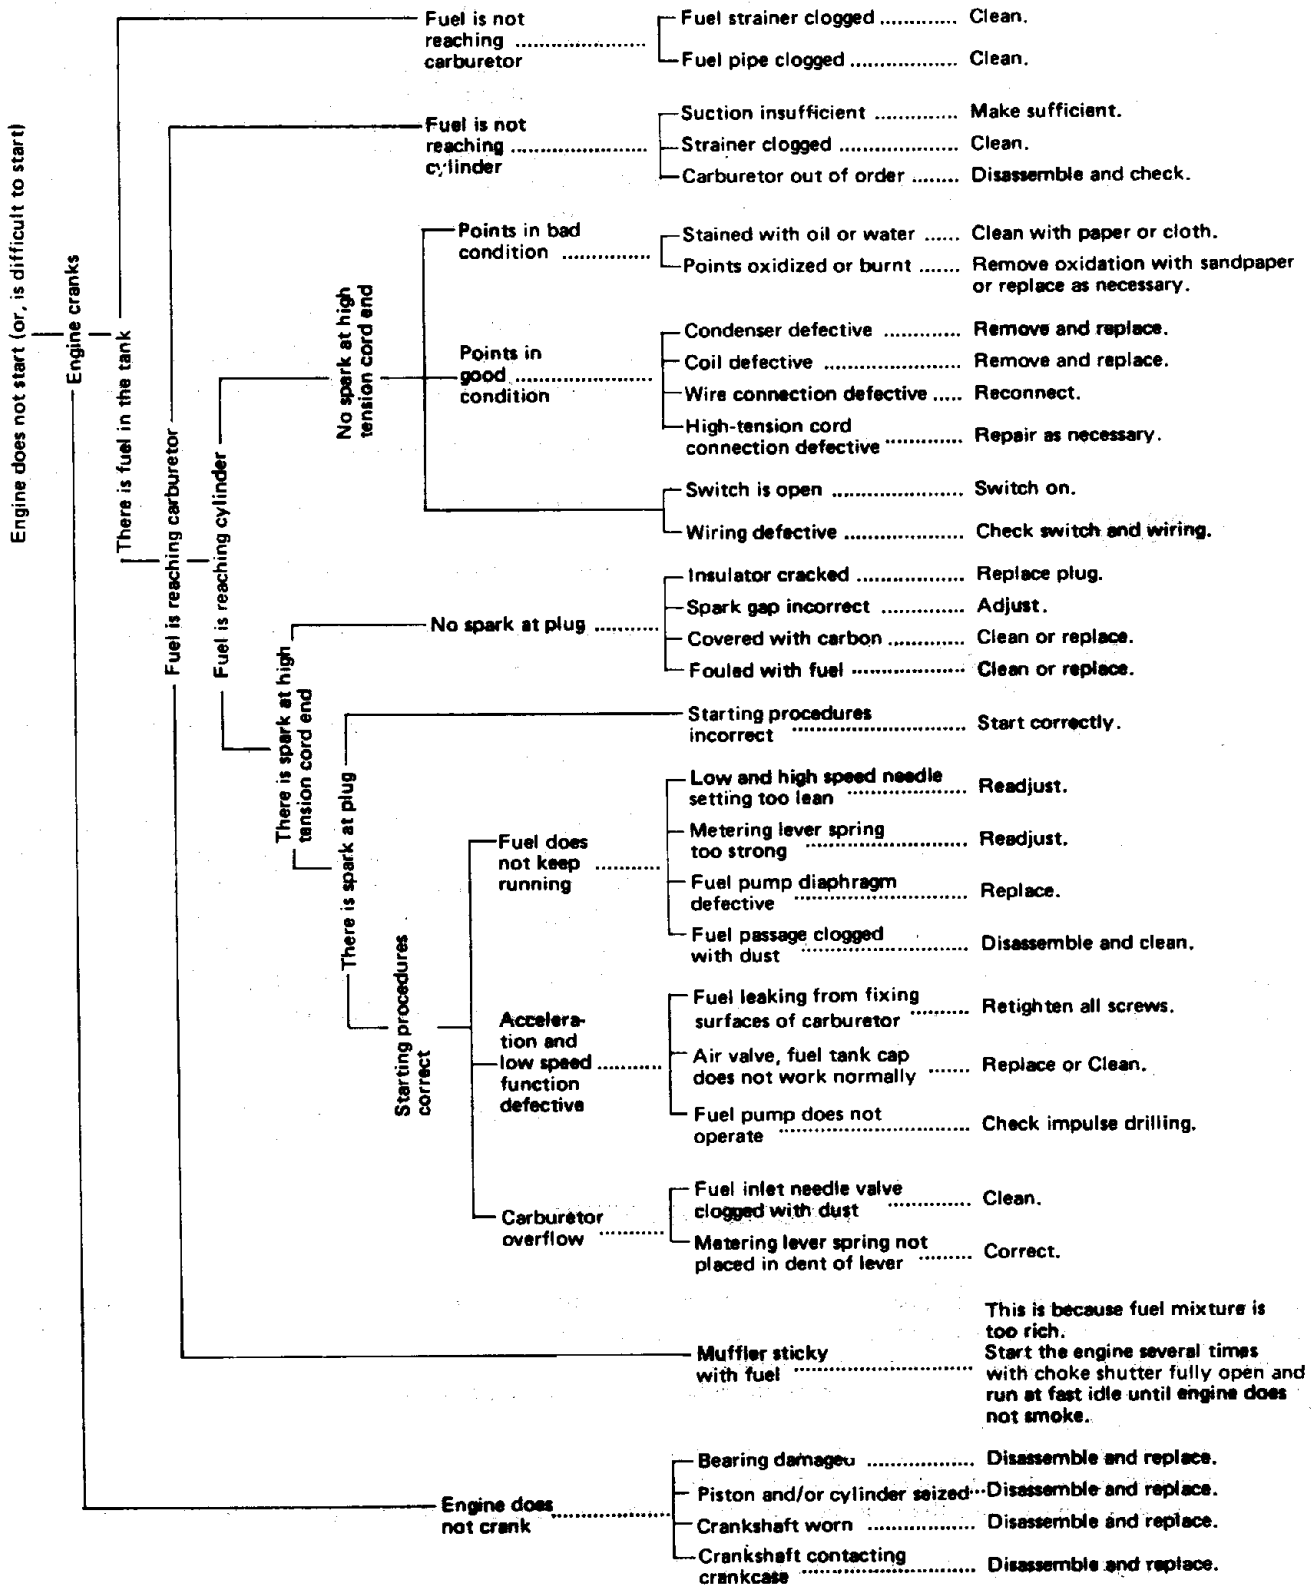 Engine does not start (or, is difficult to start)
Engine cranks
There is fuel in the tank
Fuel is reaching carburetor
Fuel is reaching cylinder
Fuel is not
reaching
carburetor
Fuel strainer clogged ............ Clean.
Fuel pipe clogged ................. Clean.
Fuel is not
reaching
cylinder
Suction insufficient ............. Make sufficient.
Strainer clogged ................... Clean.
Carburetor out of order ........ Disassemble and check.
No spark at high
tension cord end
Points in bad
condition
Stained with oil or water ...... Clean with paper or cloth.
Points oxidized or burnt ....... Remove oxidation with sandpaper
or replace as necessary.
Points in
good
condition
Condenser defective ............. Remove and replace.
Coil defective ...................... Remove and replace.
Wire connection defective ..... Reconnect.
High-tension cord
connection defective ............ Repair as necessary.
Switch is open ..................... Switch on.
Wiring defective ................... Check switch and wiring.
There is spark at high
tension cord end
No spark at plug
Insulator cracked ................. Replace plug.
Spark gap incorrect .............. Adjust.
Covered with carbon ............ Clean or replace.
Fouled with fuel .................. Clean or replace.
There is spark at plug
Starting procedures
incorrect ............................ Start correctly.
Starting procedures
correct
Fuel does
not keep
running
Low and high speed needle
setting too lean .................... Readjust.
Metering lever spring
too strong ........................... Readjust.
Fuel pump diaphragm
defective ............................ Replace.
Fuel passage clogged
with dust ............................ Disassemble and clean.
Accelera-
tion and
low speed
function
defective
Fuel leaking from fixing
surfaces of carburetor ........... Retighten all screws.
Air valve, fuel tank cap
does not work normally ...... Replace or Clean.
Fuel pump does not
operate ............................... Check impulse drilling.
Carburetor
overflow
Fuel inlet needle valve
clogged with dust ................ Clean.
Metering lever spring not
placed in dent of lever ......... Correct.
Muffler sticky
with fuel
This is because fuel mixture is
too rich.
Start the engine several times
with choke shutter fully open and
run at fast idle until engine does
not smoke.
Engine does
not crank
Bearing damaged ................. Disassemble and replace.
Piston and/or cylinder seized ... Disassemble and replace.
Crankshaft worn .................. Disassemble and replace.
Crankshaft contacting
crankcase ............................ Disassemble and replace.